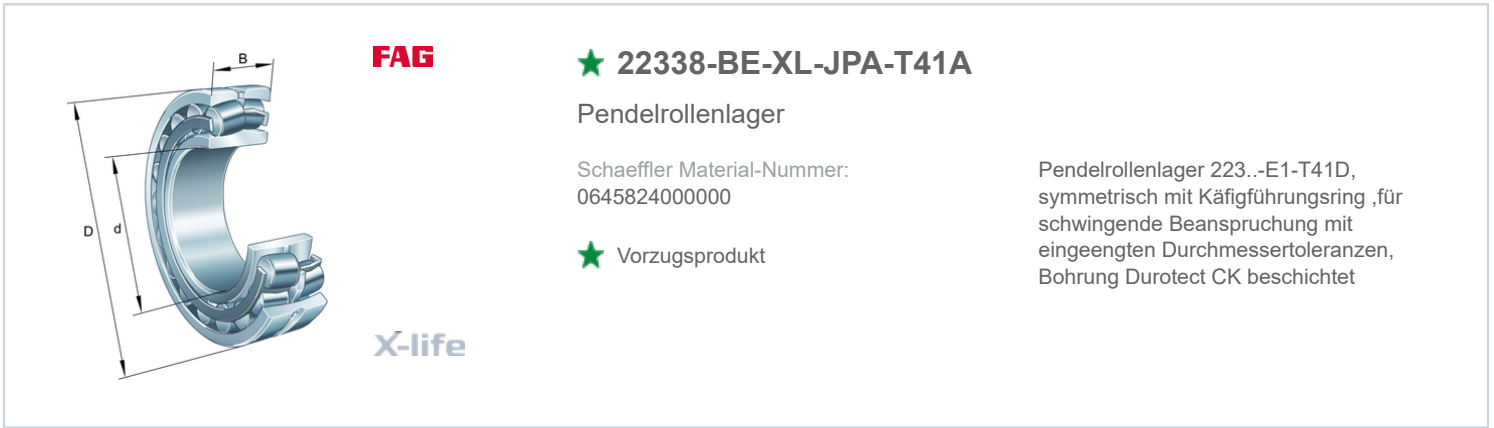 B
D
d
FAG
X-life
22338-BE-XL-JPA-T41A
Pendelrollenlager
Schaeffler Material-Nummer:
0645824000000
Vorzugsprodukt
Pendelrollenlager 223..-E1-T41D,
symmetrisch mit Käfigführungsring ,für
schwingende Beanspruchung mit
eingeengten Durchmessertoleranzen,
Bohrung Durotect CK beschichtet